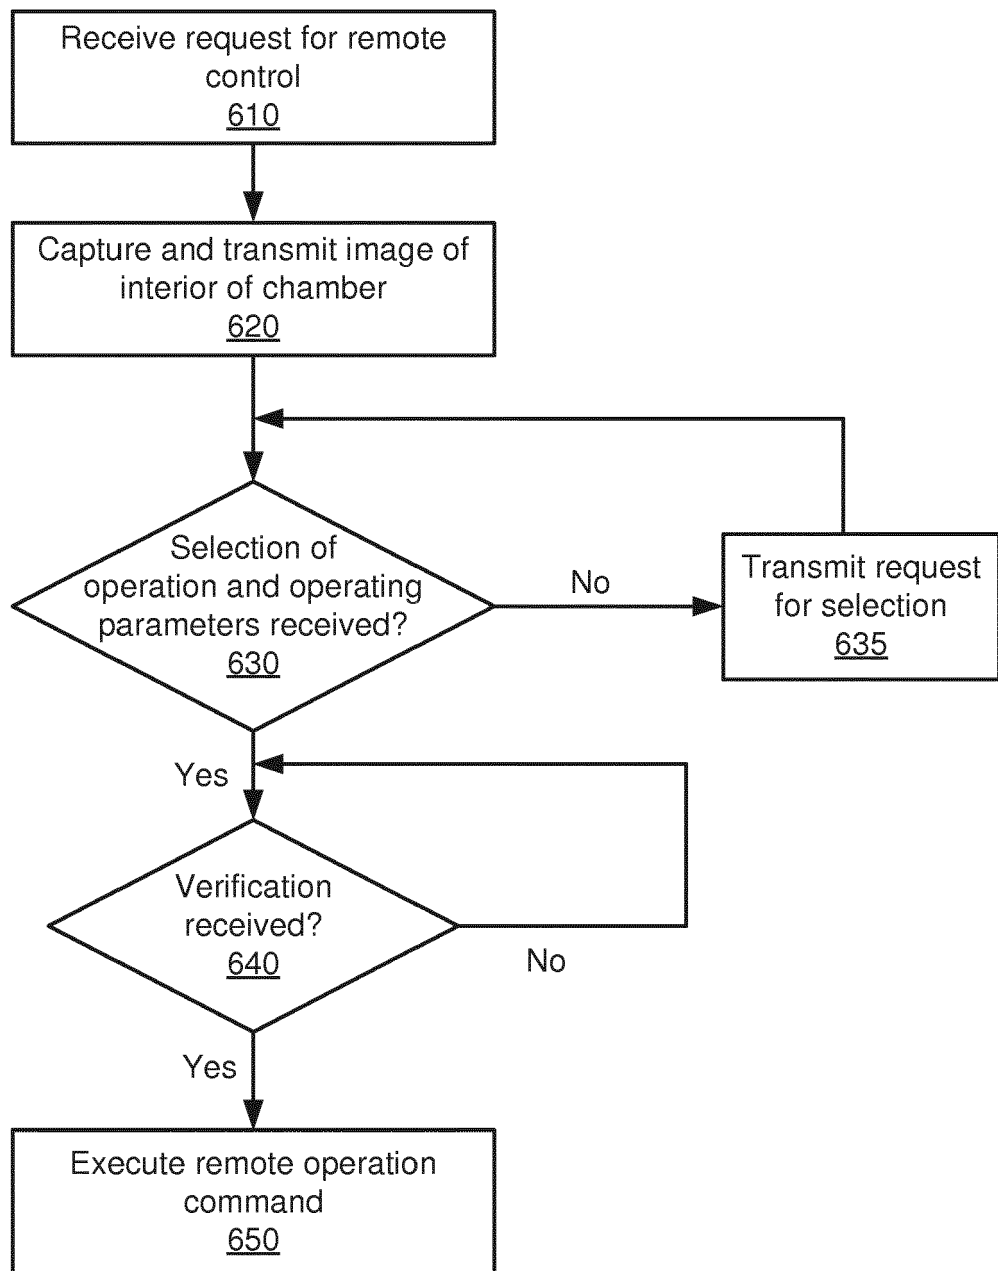 Receive request for remote
control
610
Capture and transmit image of
interior of chamber
620
Selection of
operation and operating
parameters received?
630
No
Transmit request
for selection
635
Yes
Verification
received?
640
No
Yes
Execute remote operation
command
650